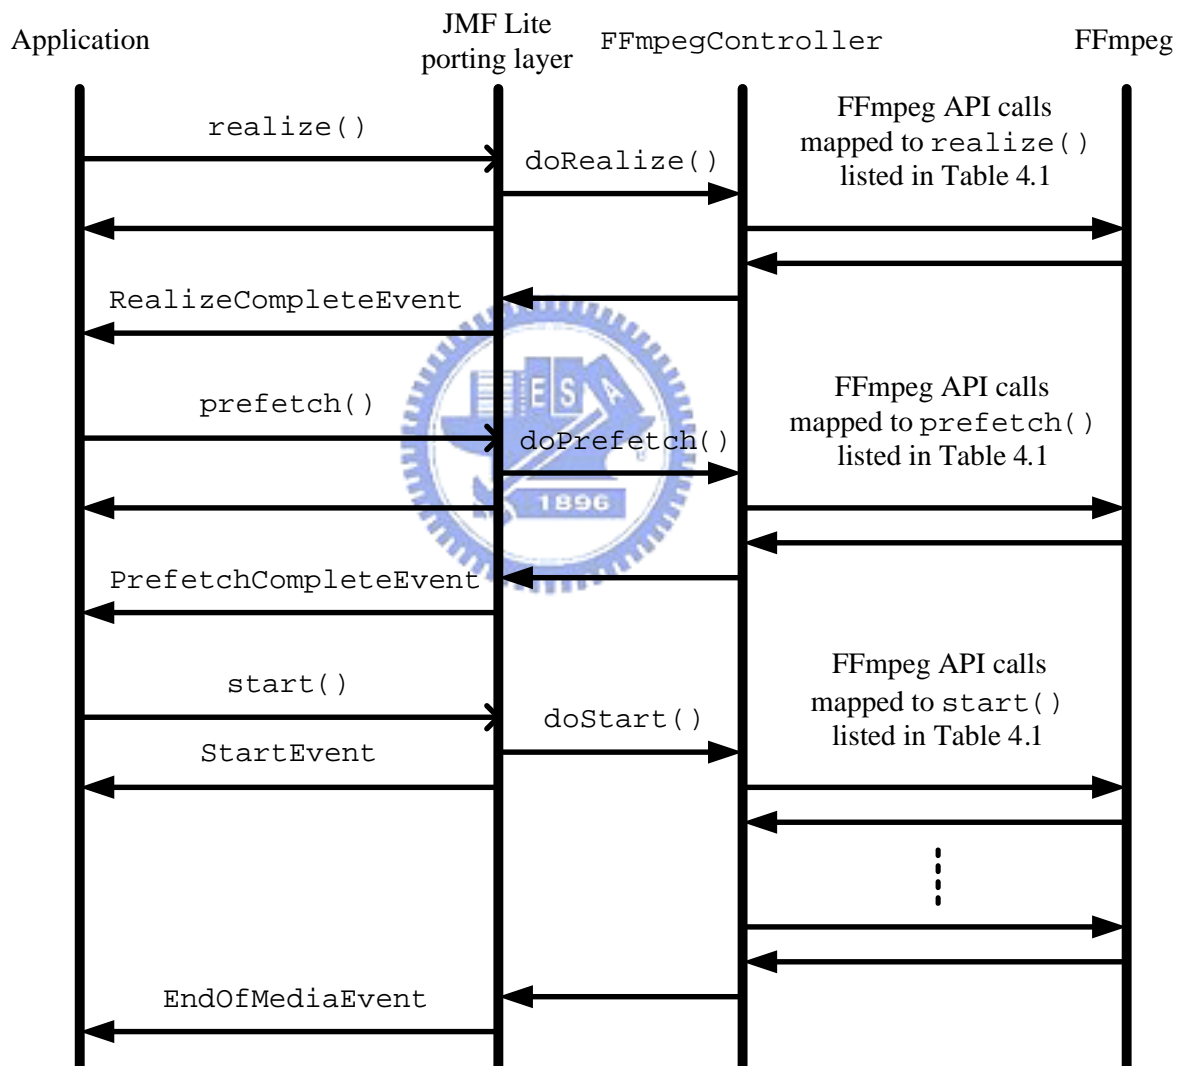 Application
JMF Lite
porting layer
FFmpegController
FFmpeg
realize()
doRealize()
FFmpeg API calls
mapped to realize()
listed in Table 4.1
RealizeCompleteEvent
prefetch()
doPrefetch()
FFmpeg API calls
mapped to prefetch()
listed in Table 4.1
ES A
1896
PrefetchCompleteEvent
start()
doStart()
FFmpeg API calls
mapped to start()
listed in Table 4.1
StartEvent
EndOfMediaEvent